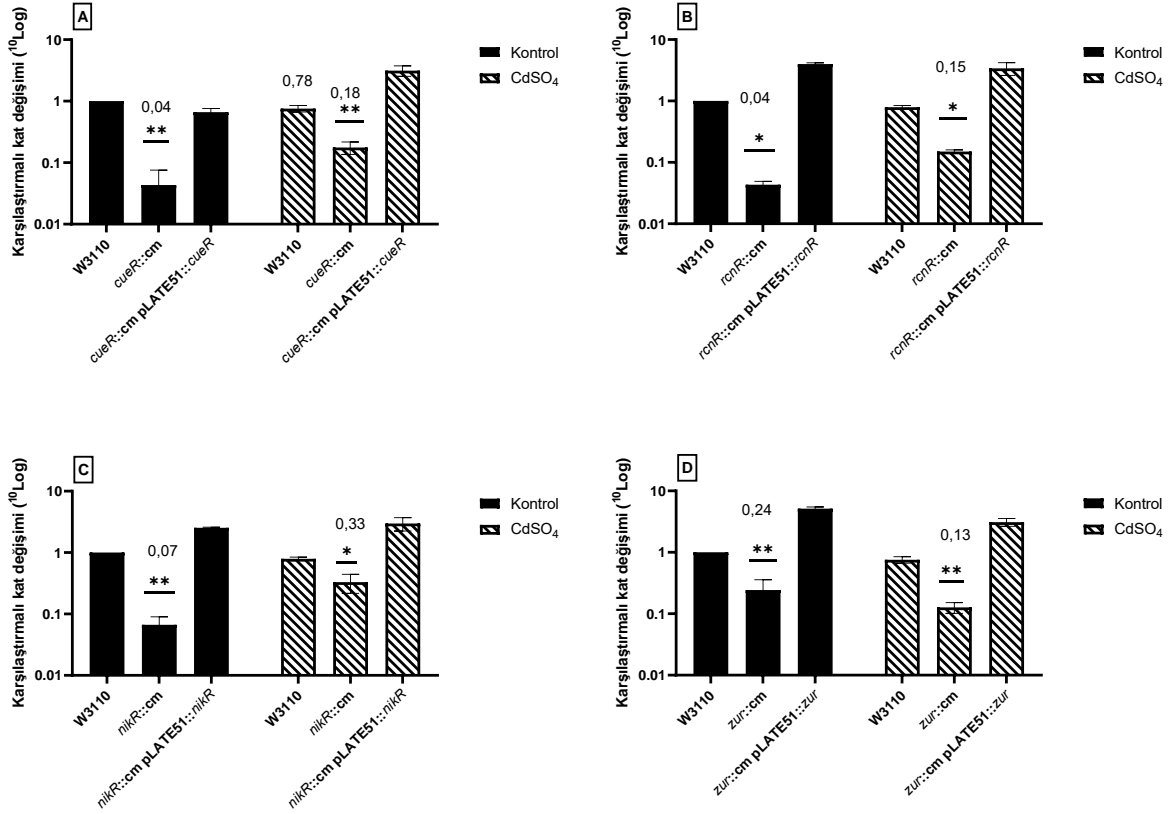 A
Karşılaştırmalı kat değişimi (¹⁰Log)
10
1
0.1
0.01
0,04
**
0,78
0,18
**
Kontrol
CdSO₄
W3110
cueR::cm
cueR::cm pLATE51::cueR
W3110
cueR::cm
cueR::cm pLATE51::cueR
B
Karşılaştırmalı kat değişimi (¹⁰Log)
10
1
0.1
0.01
0,04
*
0,15
*
Kontrol
CdSO₄
W3110
rcnR::cm
rcnR::cm pLATE51::rcnR
W3110
rcnR::cm
rcnR::cm pLATE51::rcnR
C
Karşılaştırmalı kat değişimi (¹⁰Log)
10
1
0.1
0.01
0,07
**
0,33
*
Kontrol
CdSO₄
W3110
nikR::cm
nikR::cm pLATE51::nikR
W3110
nikR::cm
nikR::cm pLATE51::nikR
D
Karşılaştırmalı kat değişimi (¹⁰Log)
10
1
0.1
0.01
0,24
**
0,13
**
Kontrol
CdSO₄
W3110
zur::cm
zur::cm pLATE51::zur
W3110
zur::cm
zur::cm pLATE51::zur